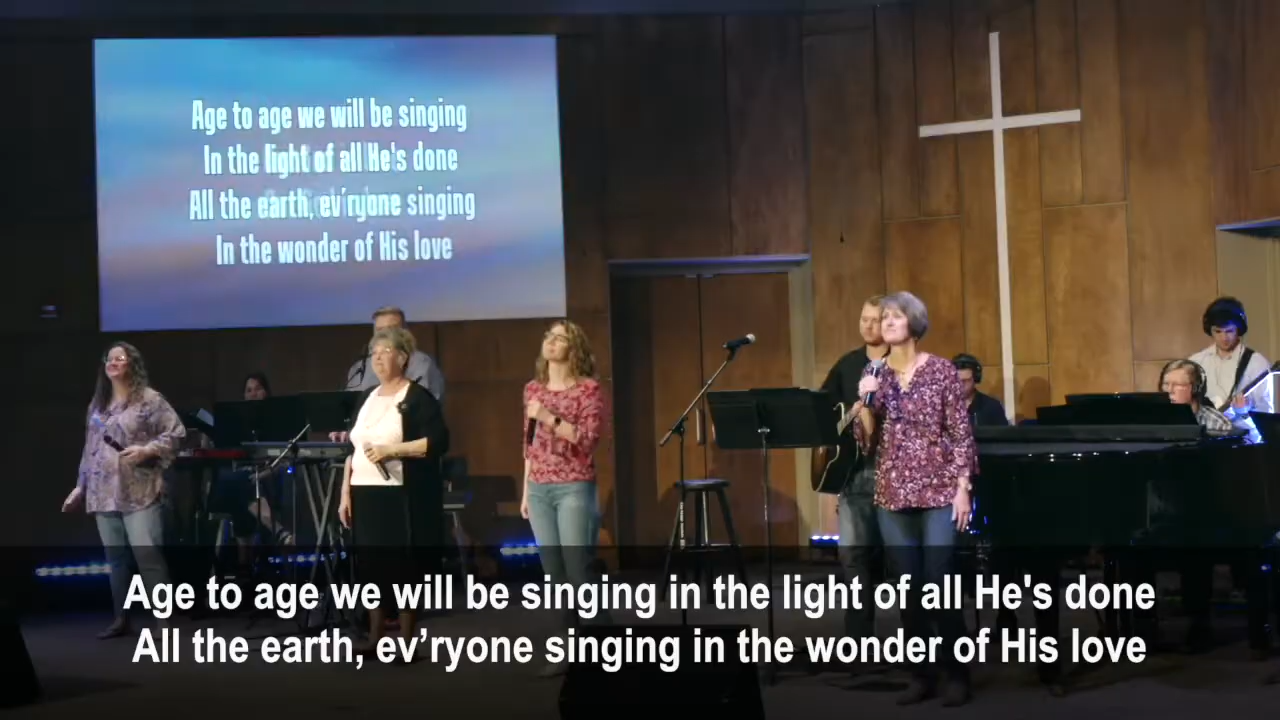 Age to age we will be singing
In the light of all He's done
All the earth, ev'ryone singing
In the wonder of His love
Age to age we will be singing in the light of all He's done
All the earth, ev’ryone singing in the wonder of His love